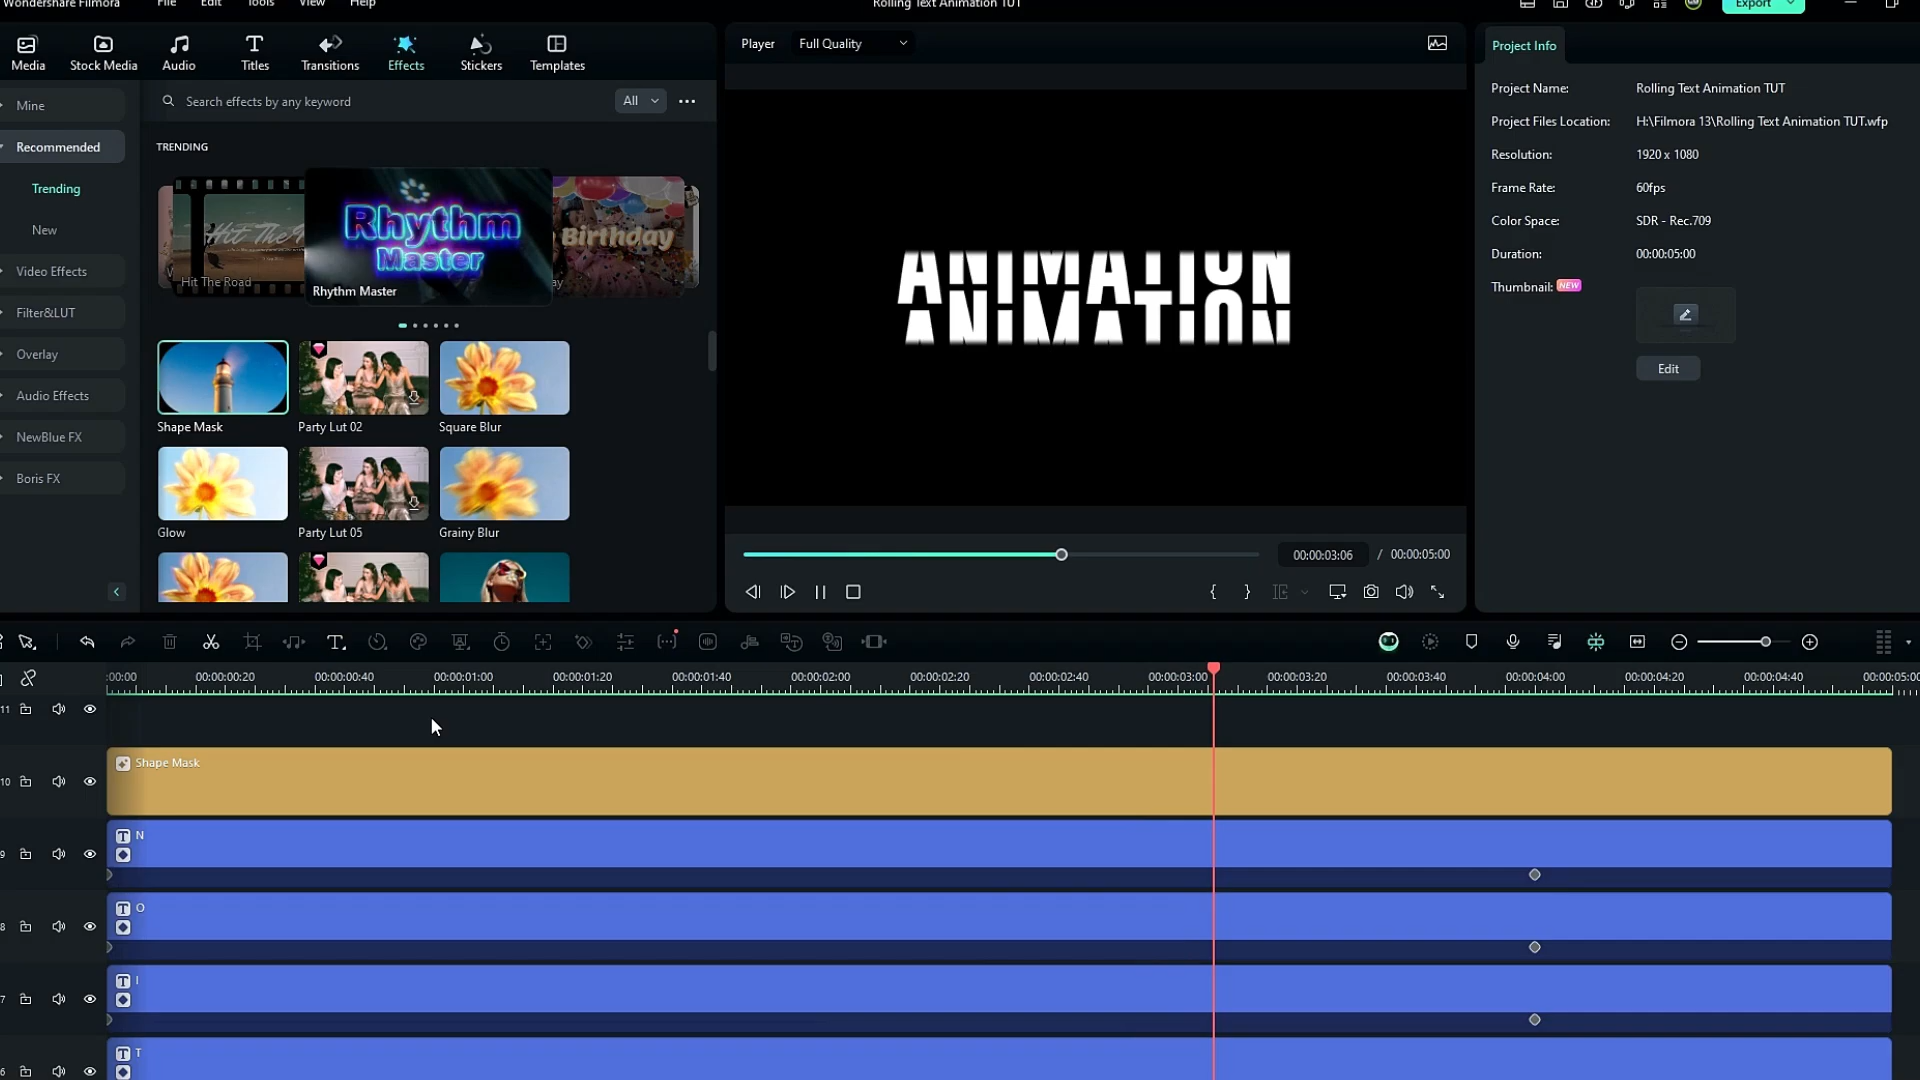 Wondershare Filmora File Edit Tools View Help Rolling Text Animation TUT Export
Media Stock Media Audio Titles Transitions Effects Stickers Templates
Player Full Quality
Project Info
Mine
Search effects by any keyword All
Recommended
TRENDING
Trending
New
Video Effects
Filter&LUT
Overlay
Audio Effects
NewBlue FX
Boris FX
Hit The Road
Rhythm
Master
Rhythm Master
Birthday
Shape Mask Party Lut 02 Square Blur
Glow Party Lut 05 Grainy Blur
ANIMATION
ANIMATION
00:00:03:06 / 00:00:05:00
Project Name: Rolling Text Animation TUT
Project Files Location: H:\Filmora 13\Rolling Text Animation TUT.wfp
Resolution: 1920 x 1080
Frame Rate: 60fps
Color Space: SDR - Rec.709
Duration: 00:00:05:00
Thumbnail: NEW
Edit
:00:00 00:00:00:20 00:00:00:40 00:00:01:00 00:00:01:20 00:00:01:40 00:00:02:00 00:00:02:20 00:00:02:40 00:00:03:00 00:00:03:20 00:00:03:40 00:00:04:00 00:00:04:20 00:00:04:40 00:00:05:00
11
10 Shape Mask
9 N
8 O
7 I
6 T